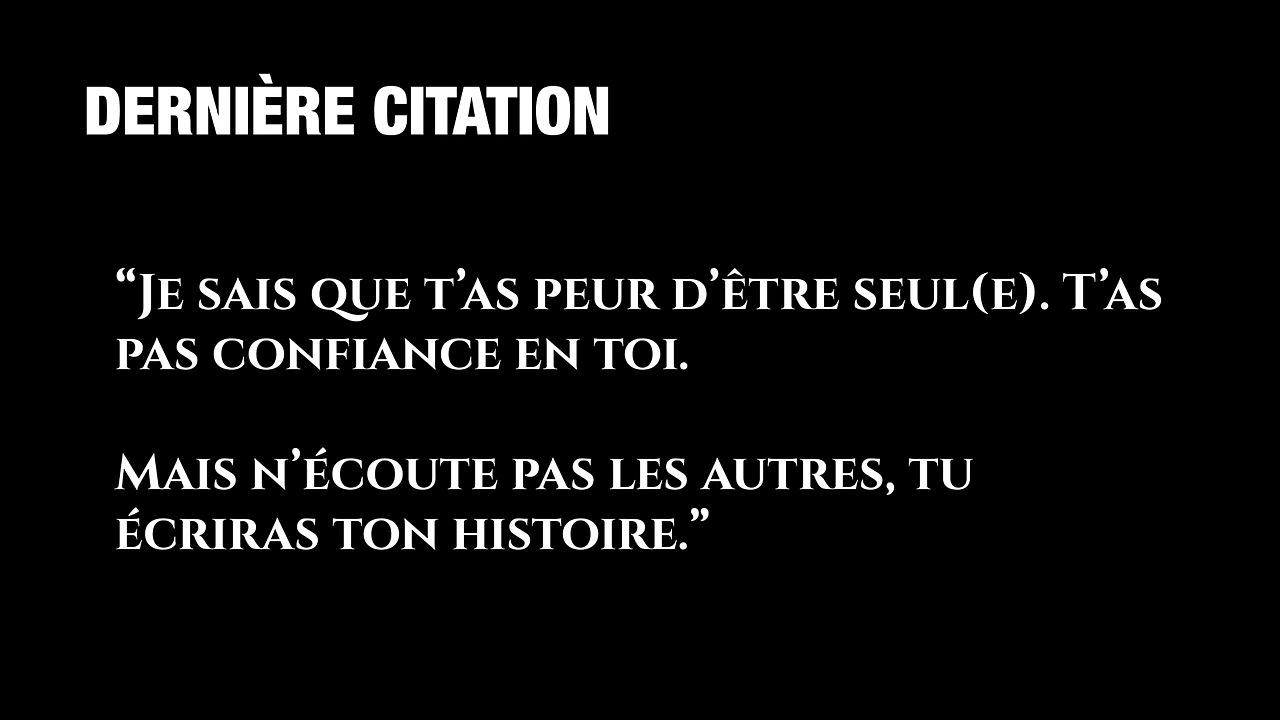 DERNIÈRE CITATION
“Je sais que t’as peur d’être seul(e). T’as
pas confiance en toi.
Mais n’écoute pas les autres, tu
écriras ton histoire.”